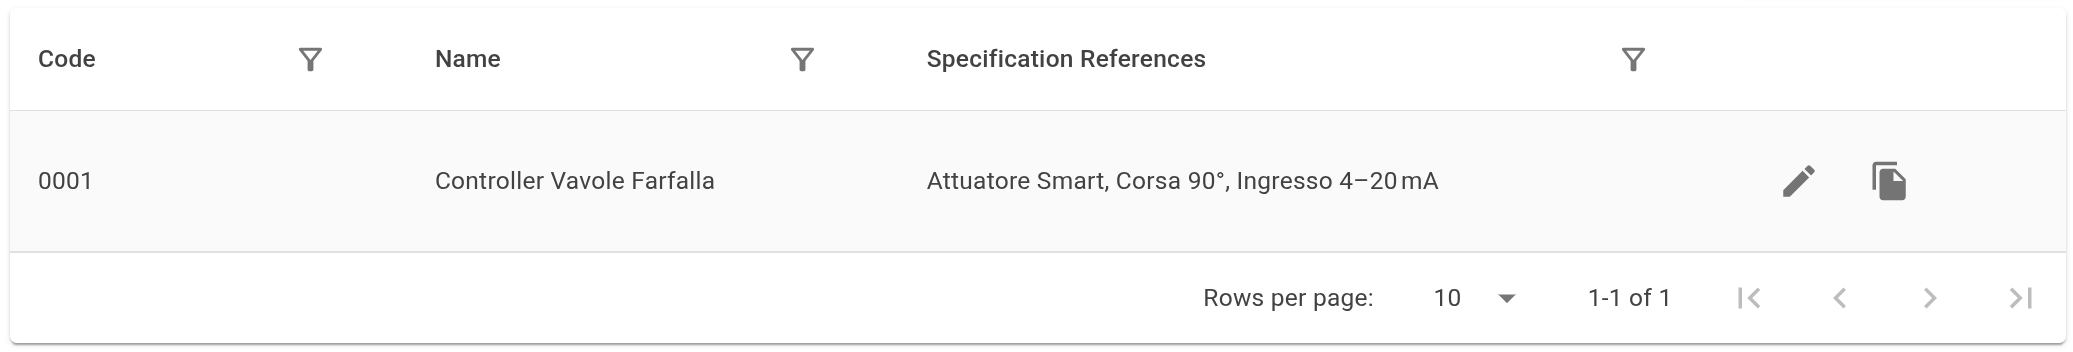 Code Name Specification References
0001 Controller Vavole Farfalla Attuatore Smart, Corsa 90°, Ingresso 4–20 mA
Rows per page: 10 1-1 of 1